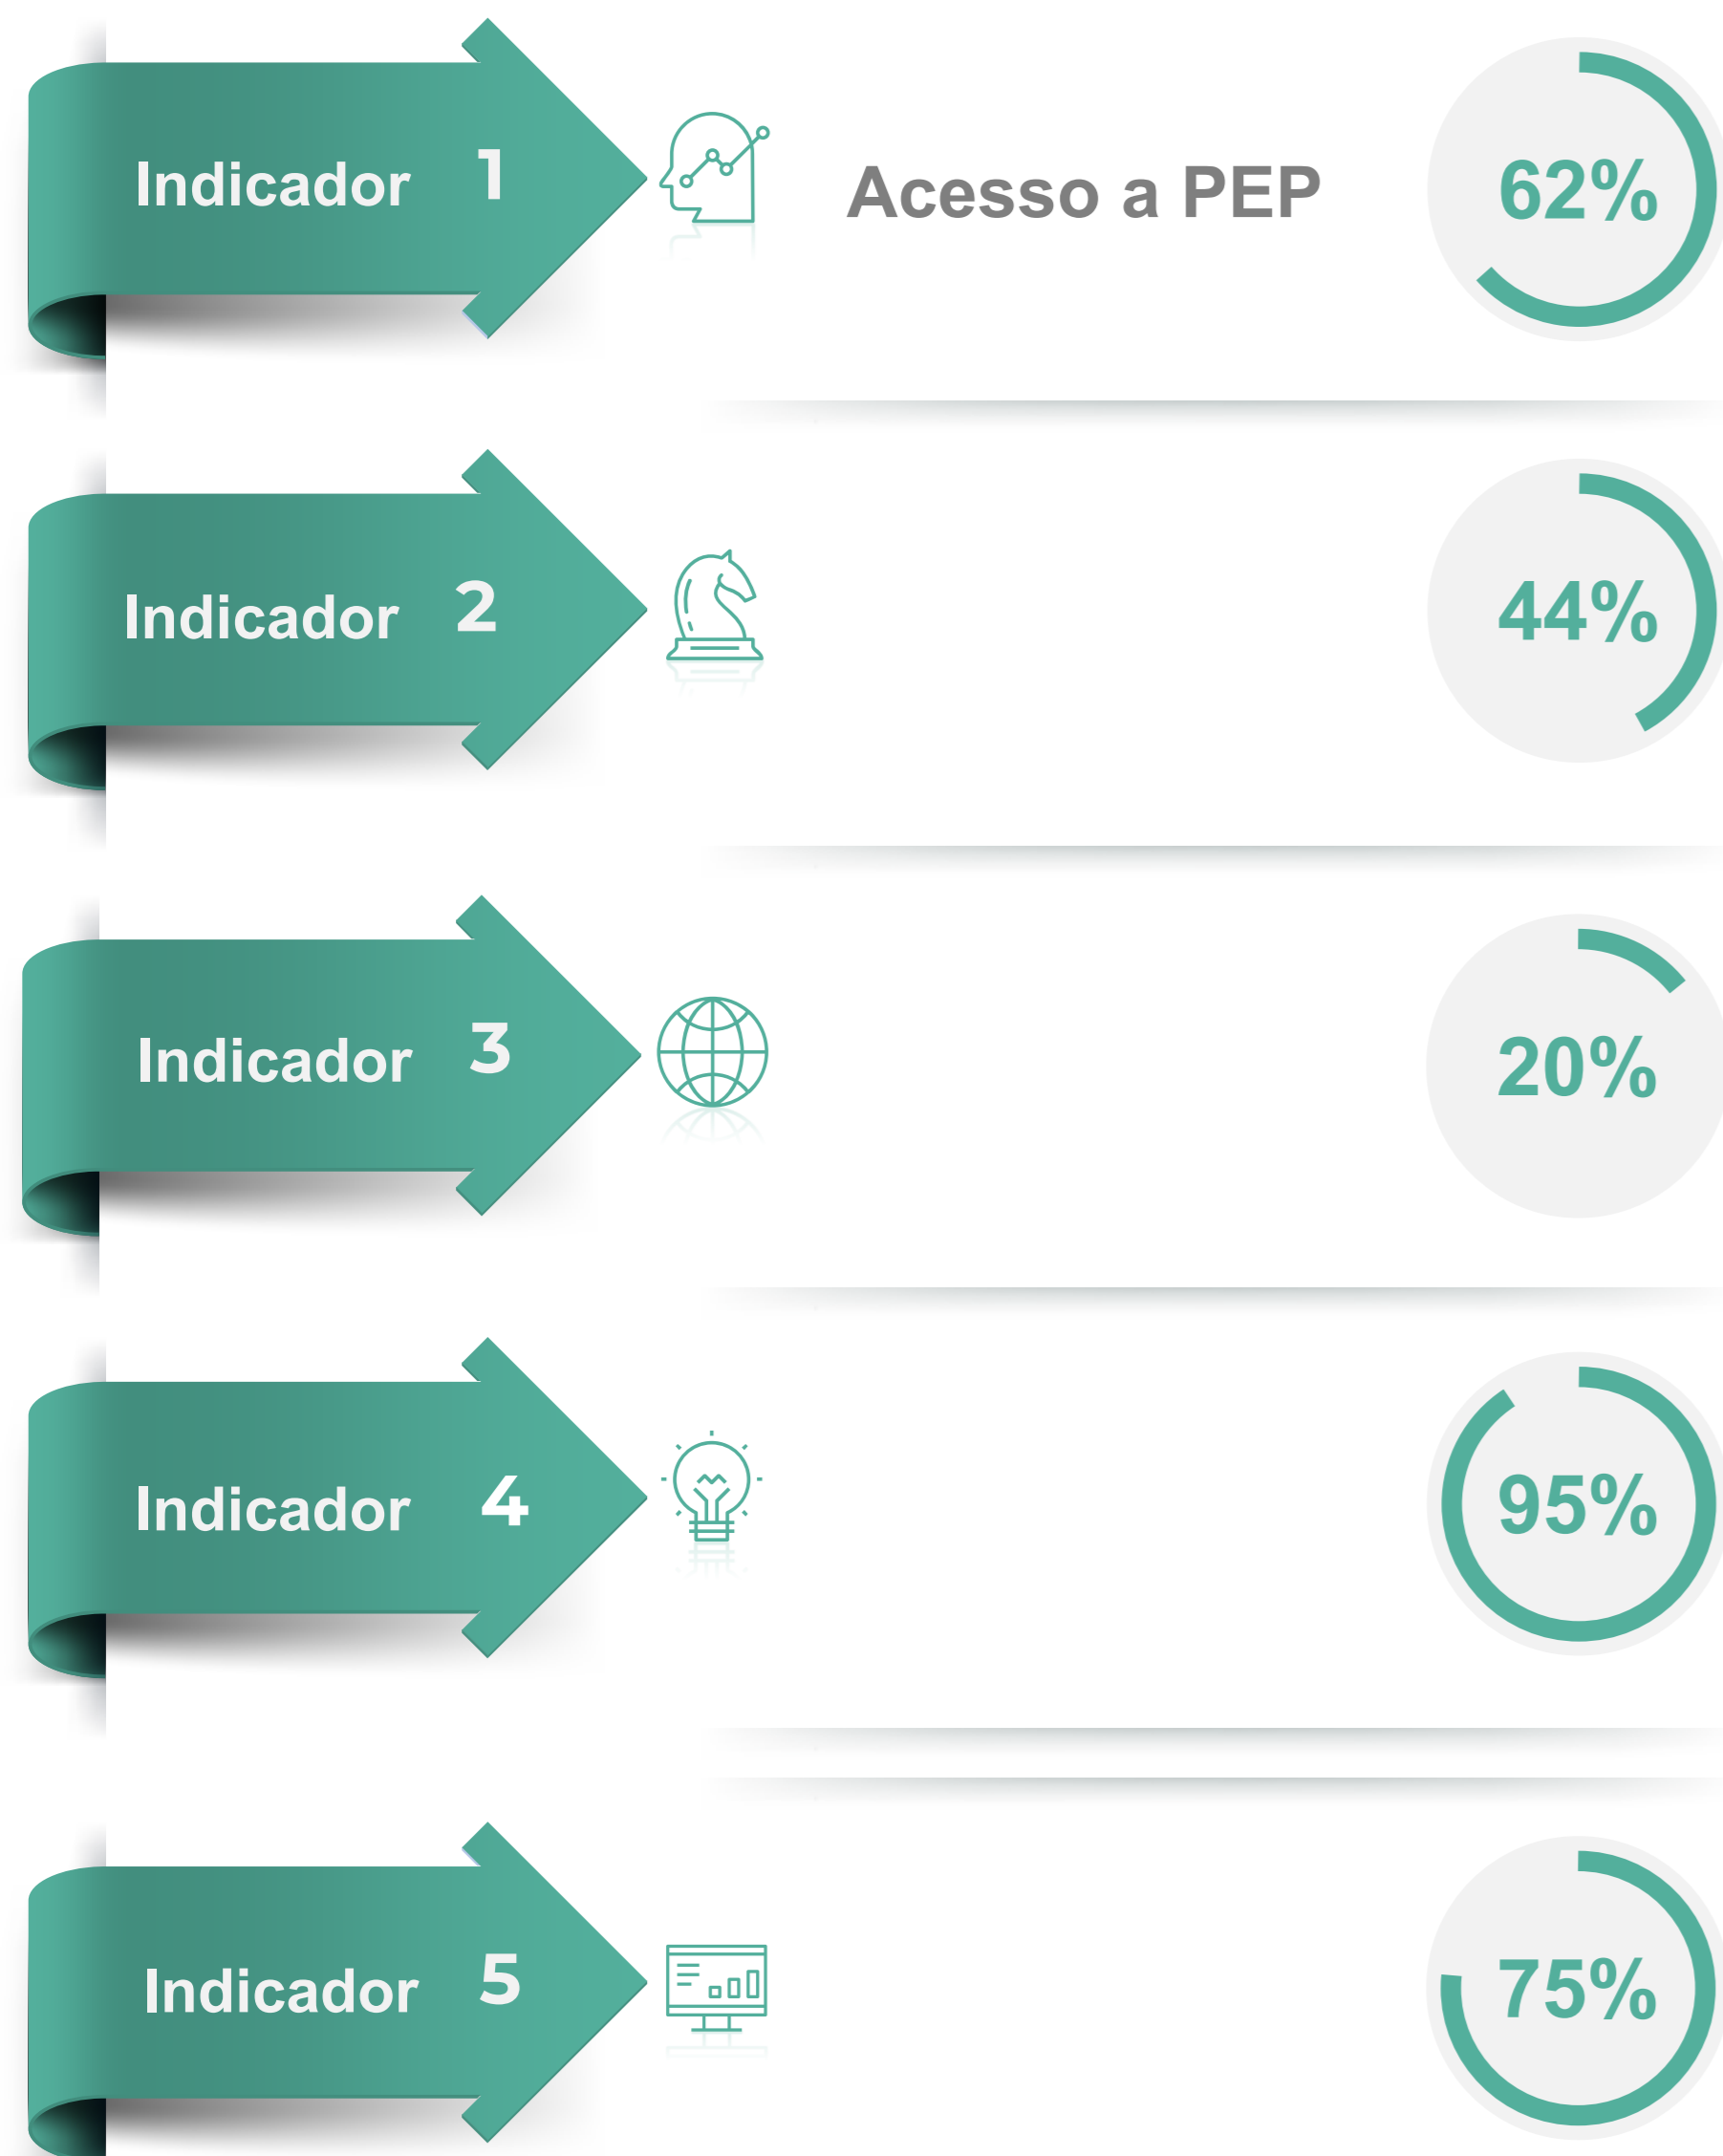 Indicador 1
Acesso a PEP
62%
Indicador 2
44%
Indicador 3
20%
Indicador 4
95%
Indicador 5
75%